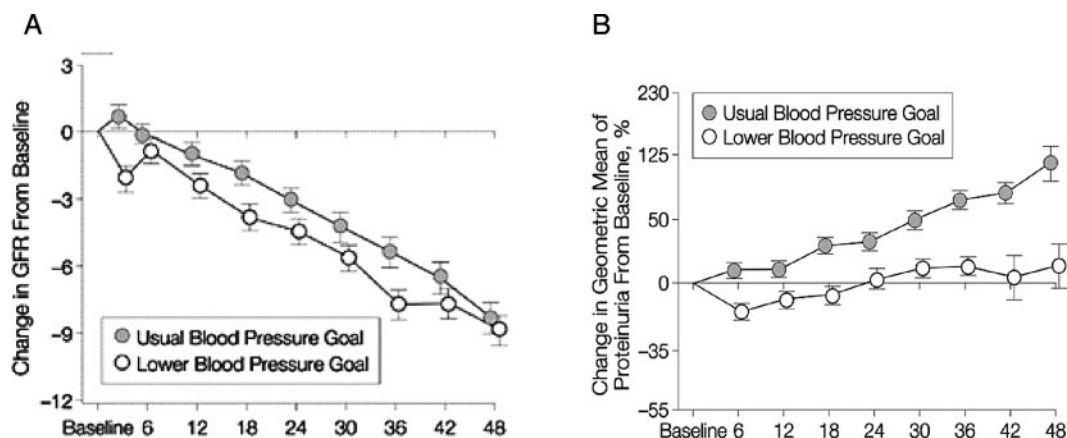 A
3
0
−3
−6
−9
−12
Change in GFR From Baseline
Usual Blood Pressure Goal
Lower Blood Pressure Goal
Baseline 6 12 18 24 30 36 42 48
B
230
125
50
0
−35
−55
Change in Geometric Mean of
Proteinuria From Baseline, %
Usual Blood Pressure Goal
Lower Blood Pressure Goal
Baseline 6 12 18 24 30 36 42 48